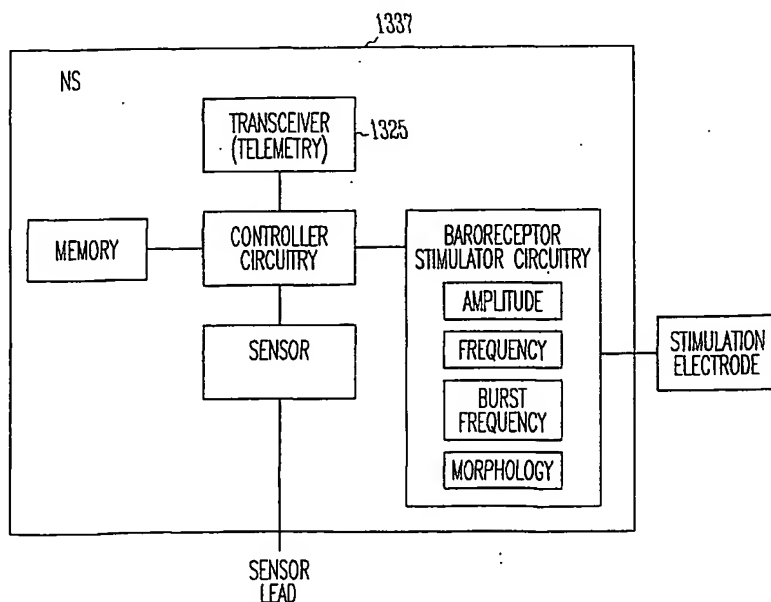 1337
NS
TRANSCEIVER
(TELEMETRY)
1325
MEMORY
CONTROLLER
CIRCUITRY
SENSOR
BARORECEPTOR
STIMULATOR CIRCUITRY
AMPLITUDE
FREQUENCY
BURST
FREQUENCY
MORPHOLOGY
STIMULATION
ELECTRODE
SENSOR
LEAD